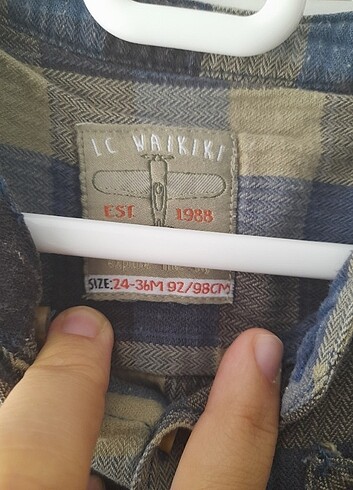 LC WAIKIKI
EST. 1988
SIZE:24-36M 92/98CM